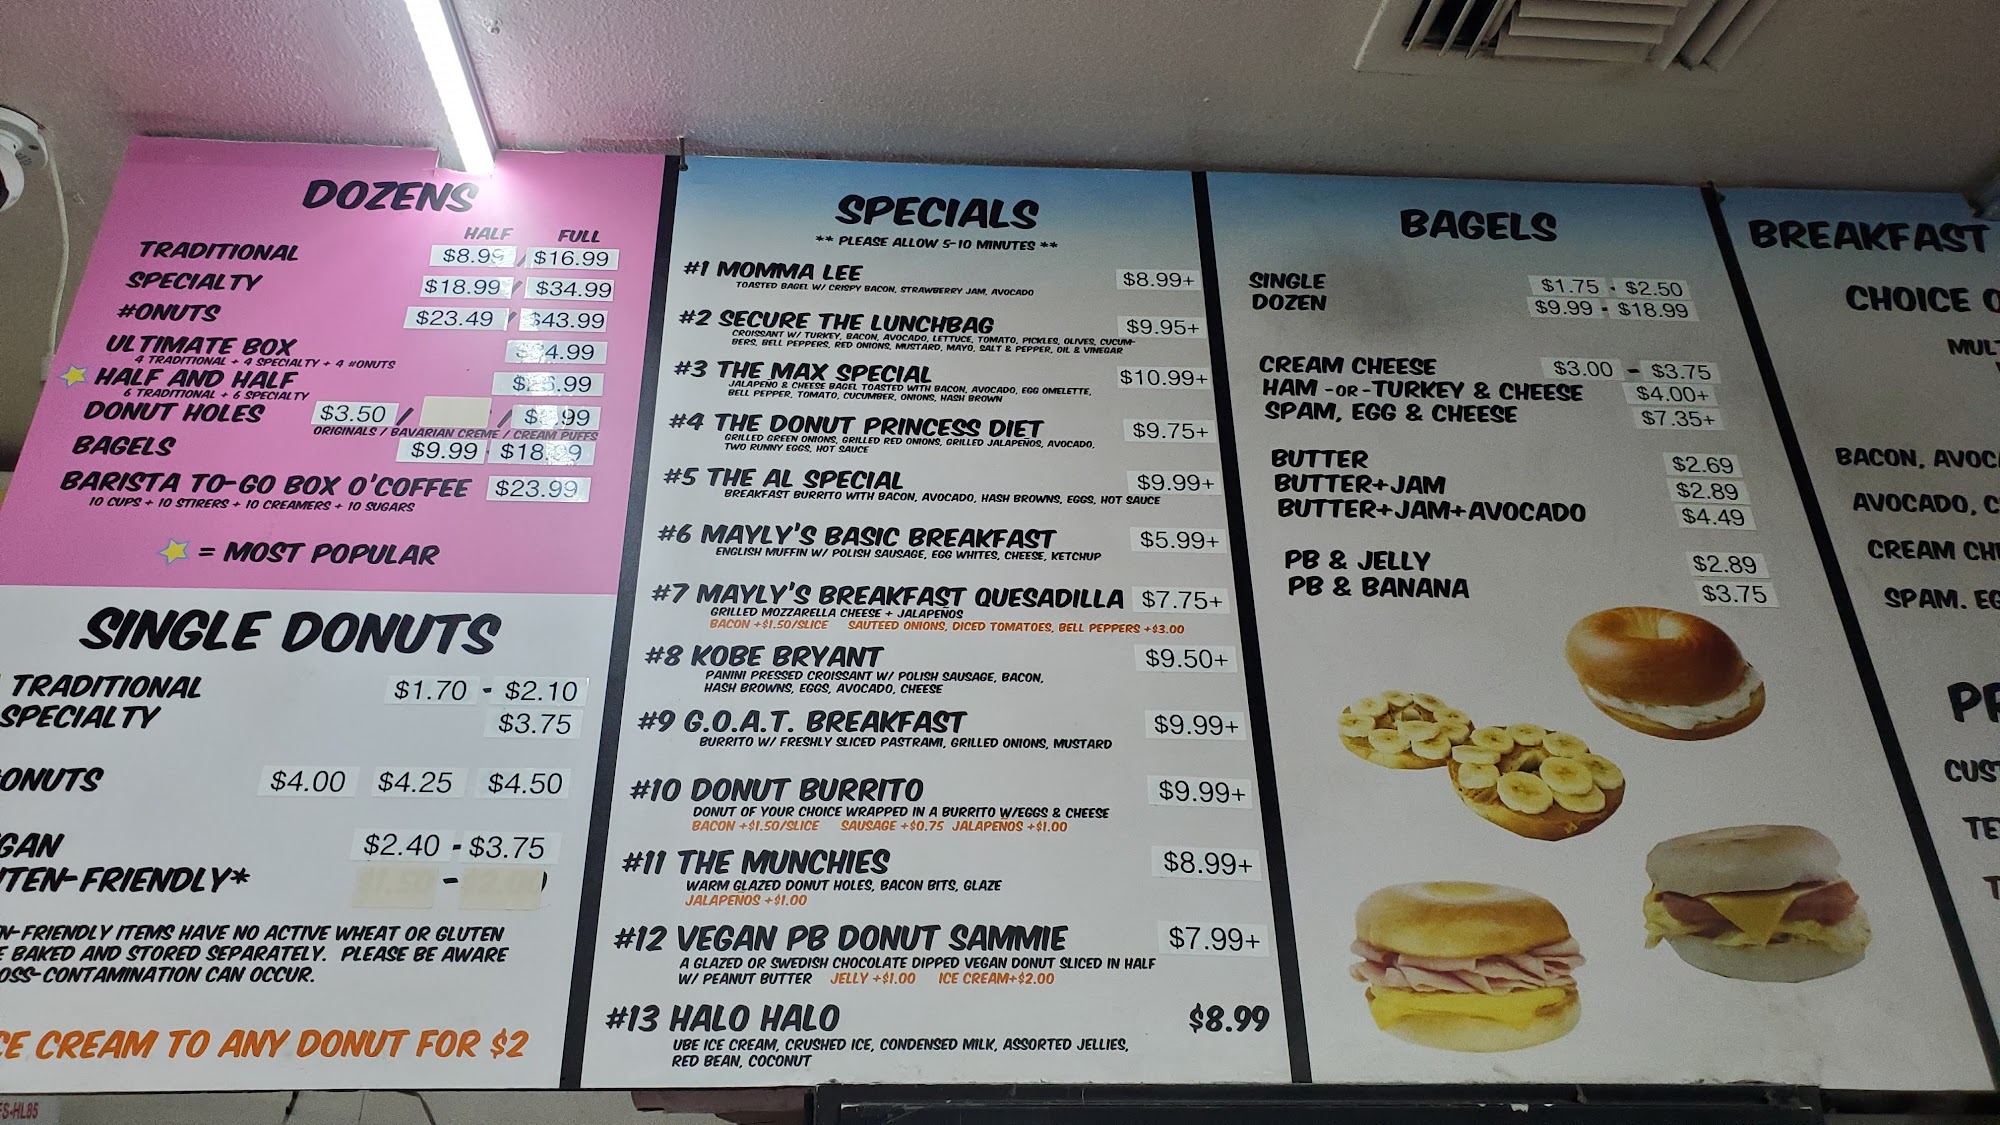 DOZENS
HALF FULL
TRADITIONAL $8.99 / $16.99
SPECIALTY $18.99 / $34.99
#ONUTS $23.49 / $43.99
ULTIMATE BOX 4.99
4 TRADITIONAL + 4 SPECIALTY + 4 #ONUTS
HALF AND HALF
6 TRADITIONAL + 6 SPECIALTY
DONUT HOLES $3.50 / /
ORIGINALS / BAVARIAN CREME / CREAM PUFFS
BAGELS $9.99 $18.99
BARISTA TO-GO BOX O'COFFEE $23.99
10 CUPS + 10 STIRERS + 10 CREAMERS + 10 SUGARS
= MOST POPULAR
SINGLE DONUTS
TRADITIONAL $1.70 - $2.10
SPECIALTY $3.75
ONUTS $4.00 $4.25 $4.50
GAN $2.40 - $3.75
TEN-FRIENDLY* -
N-FRIENDLY ITEMS HAVE NO ACTIVE WHEAT OR GLUTEN
E BAKED AND STORED SEPARATELY. PLEASE BE AWARE
OSS-CONTAMINATION CAN OCCUR.
CE CREAM TO ANY DONUT FOR $2
SPECIALS
** PLEASE ALLOW 5-10 MINUTES **
#1 MOMMA LEE $8.99+
TOASTED BAGEL W/ CRISPY BACON, STRAWBERRY JAM, AVOCADO
#2 SECURE THE LUNCHBAG $9.95+
CROISSANT W/ TURKEY, BACON, AVOCADO, LETTUCE, TOMATO, PICKLES, OLIVES, CUCUM-
BERS, BELL PEPPERS, RED ONIONS, MUSTARD, MAYO, SALT & PEPPER, OIL & VINEGAR
#3 THE MAX SPECIAL $10.99+
JALAPENO & CHEESE BAGEL TOASTED WITH BACON, AVOCADO, EGG OMELETTE,
BELL PEPPER, TOMATO, CUCUMBER, ONIONS, HASH BROWN
#4 THE DONUT PRINCESS DIET $9.75+
GRILLED GREEN ONIONS, GRILLED RED ONIONS, GRILLED JALAPEÑOS, AVOCADO,
TWO RUNNY EGGS, HOT SAUCE
#5 THE AL SPECIAL $9.99+
BREAKFAST BURRITO WITH BACON, AVOCADO, HASH BROWNS, EGGS, HOT SAUCE
#6 MAYLY'S BASIC BREAKFAST $5.99+
ENGLISH MUFFIN W/ POLISH SAUSAGE, EGG WHITES, CHEESE, KETCHUP
#7 MAYLY'S BREAKFAST QUESADILLA $7.75+
GRILLED MOZZARELLA CHEESE + JALAPEÑOS
BACON +$1.50/SLICE SAUTEED ONIONS, DICED TOMATOES, BELL PEPPERS +$3.00
#8 KOBE BRYANT $9.50+
PANINI PRESSED CROISSANT W/ POLISH SAUSAGE, BACON,
HASH BROWNS, EGGS, AVOCADO, CHEESE
#9 G.O.A.T. BREAKFAST $9.99+
BURRITO W/ FRESHLY SLICED PASTRAMI, GRILLED ONIONS, MUSTARD
#10 DONUT BURRITO $9.99+
DONUT OF YOUR CHOICE WRAPPED IN A BURRITO W/EGGS & CHEESE
BACON +$1.50/SLICE SAUSAGE +$0.75 JALAPEÑOS +$1.00
#11 THE MUNCHIES $8.99+
WARM GLAZED DONUT HOLES, BACON BITS, GLAZE
JALAPEÑOS +$1.00
#12 VEGAN PB DONUT SAMMIE $7.99+
A GLAZED OR SWEDISH CHOCOLATE DIPPED VEGAN DONUT SLICED IN HALF
W/ PEANUT BUTTER JELLY +$1.00 ICE CREAM+$2.00
#13 HALO HALO $8.99
UBE ICE CREAM, CRUSHED ICE, CONDENSED MILK, ASSORTED JELLIES,
RED BEAN, COCONUT
BAGELS
SINGLE $1.75 - $2.50
DOZEN $9.99 - $18.99
CREAM CHEESE $3.00 - $3.75
HAM -OR- TURKEY & CHEESE $4.00+
SPAM, EGG & CHEESE $7.35+
BUTTER $2.69
BUTTER+JAM $2.89
BUTTER+JAM+AVOCADO $4.49
PB & JELLY $2.89
PB & BANANA $3.75
BREAKFAST
CHOICE O
MUL
BACON, AVOC
AVOCADO, C
CREAM CH
SPAM. EG
PR
CUS
TE
ES-HL85